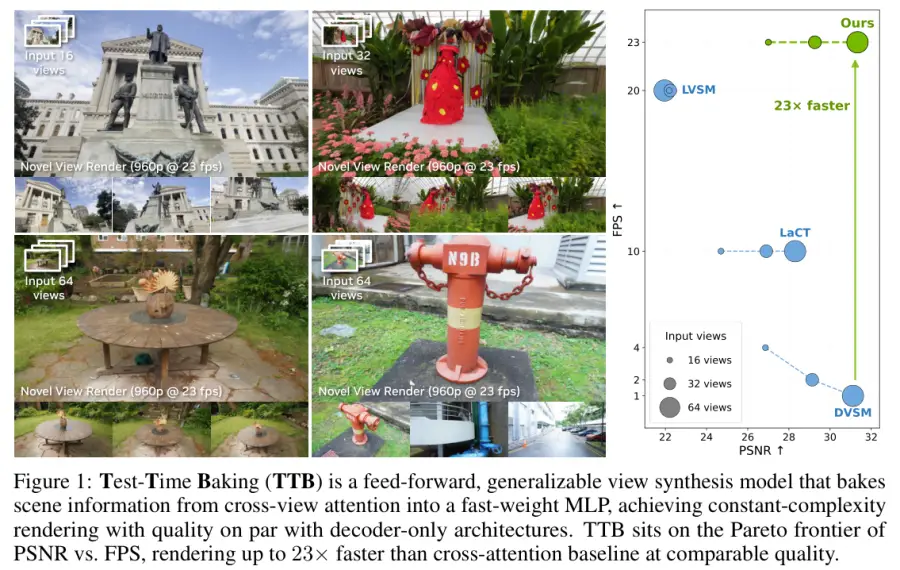 Input 16
views
Novel View Render (960p @ 23 fps)
Input 32
views
Novel View Render (960p @ 23 fps)
Input 64
views
Novel View Render (960p @ 23 fps)
Input 64
views
N9B
Novel View Render (960p @ 23 fps)
Ours
23
20
LVSM
23× faster
FPS ↑
LaCT
10
Input views
16 views
32 views
64 views
4
2
1
DVSM
22 24 26 28 30 32
PSNR ↑
Figure 1: Test-Time Baking (TTB) is a feed-forward, generalizable view synthesis model that bakes
scene information from cross-view attention into a fast-weight MLP, achieving constant-complexity
rendering with quality on par with decoder-only architectures. TTB sits on the Pareto frontier of
PSNR vs. FPS, rendering up to 23× faster than cross-attention baseline at comparable quality.